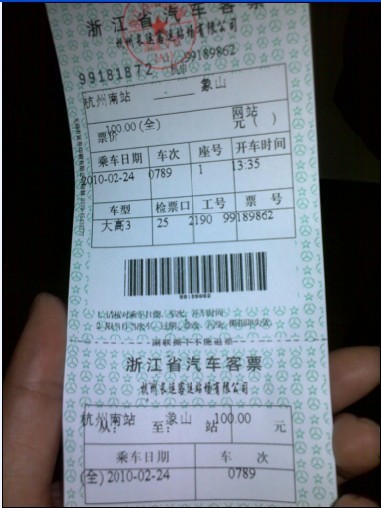 浙江省汽车客票
杭州长运客运站场有限公司
99181872 杭州 99189862
杭州南站 —— 象山
票价 100.00(全) 网站
元( )
乘车日期 车次 座号 开车时间
2010-02-24 0789 1 13:35
车型 检票口 工号 票号
大高3 25 2190 99189862
99189862
浙江省汽车客票
杭州长运客运站场有限公司
杭州南站 象山 100.00
从: 至: 站 元
乘车日期 车次
(全) 2010-02-24 0789